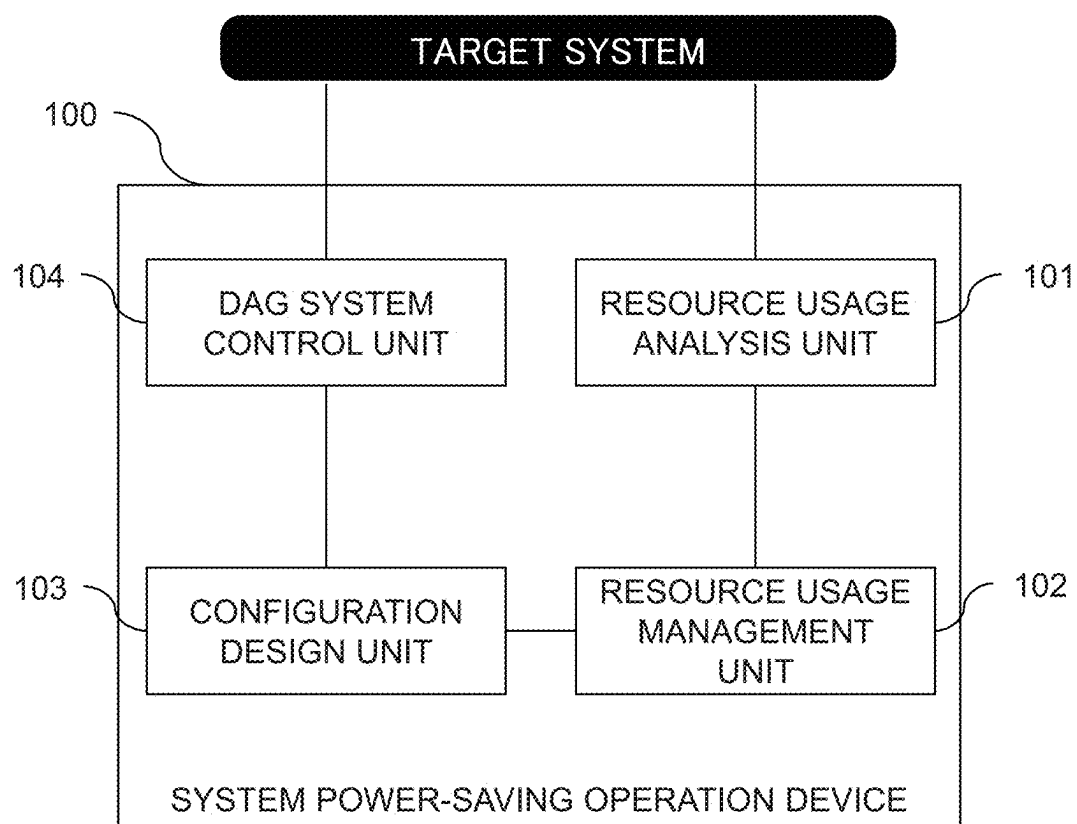 TARGET SYSTEM
100
104
DAG SYSTEM
CONTROL UNIT
RESOURCE USAGE
ANALYSIS UNIT
101
103
CONFIGURATION
DESIGN UNIT
RESOURCE USAGE
MANAGEMENT
UNIT
102
SYSTEM POWER-SAVING OPERATION DEVICE